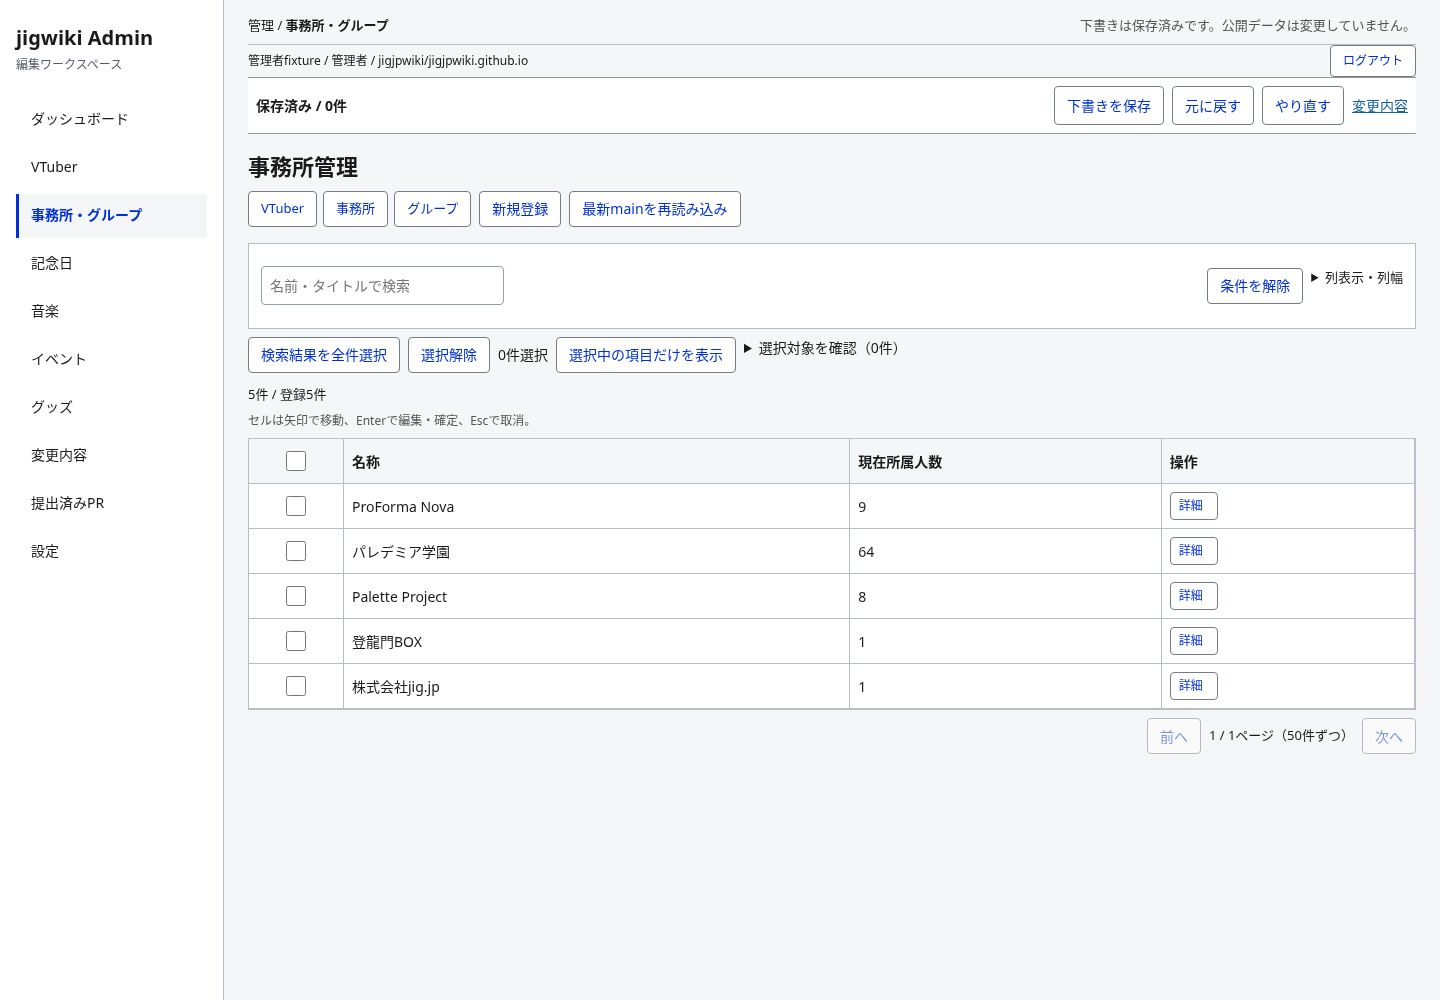 jigwiki Admin
編集ワークスペース
ダッシュボード
VTuber
事務所・グループ
記念日
音楽
イベント
グッズ
変更内容
提出済みPR
設定
管理 / 事務所・グループ
下書きは保存済みです。公開データは変更していません。
管理者fixture / 管理者 / jigjpwiki/jigjpwiki.github.io
ログアウト
保存済み / 0件
下書きを保存
元に戻す
やり直す
変更内容
事務所管理
VTuber
事務所
グループ
新規登録
最新mainを再読み込み
名前・タイトルで検索
条件を解除
▶ 列表示・列幅
検索結果を全件選択
選択解除
0件選択
選択中の項目だけを表示
▶ 選択対象を確認（0件）
5件 / 登録5件
セルは矢印で移動、Enterで編集・確定、Escで取消。
名称 現在所属人数 操作
ProForma Nova 9 詳細
パレデミア学園 64 詳細
Palette Project 8 詳細
登龍門BOX 1 詳細
株式会社jig.jp 1 詳細
前へ
1 / 1ページ（50件ずつ）
次へ